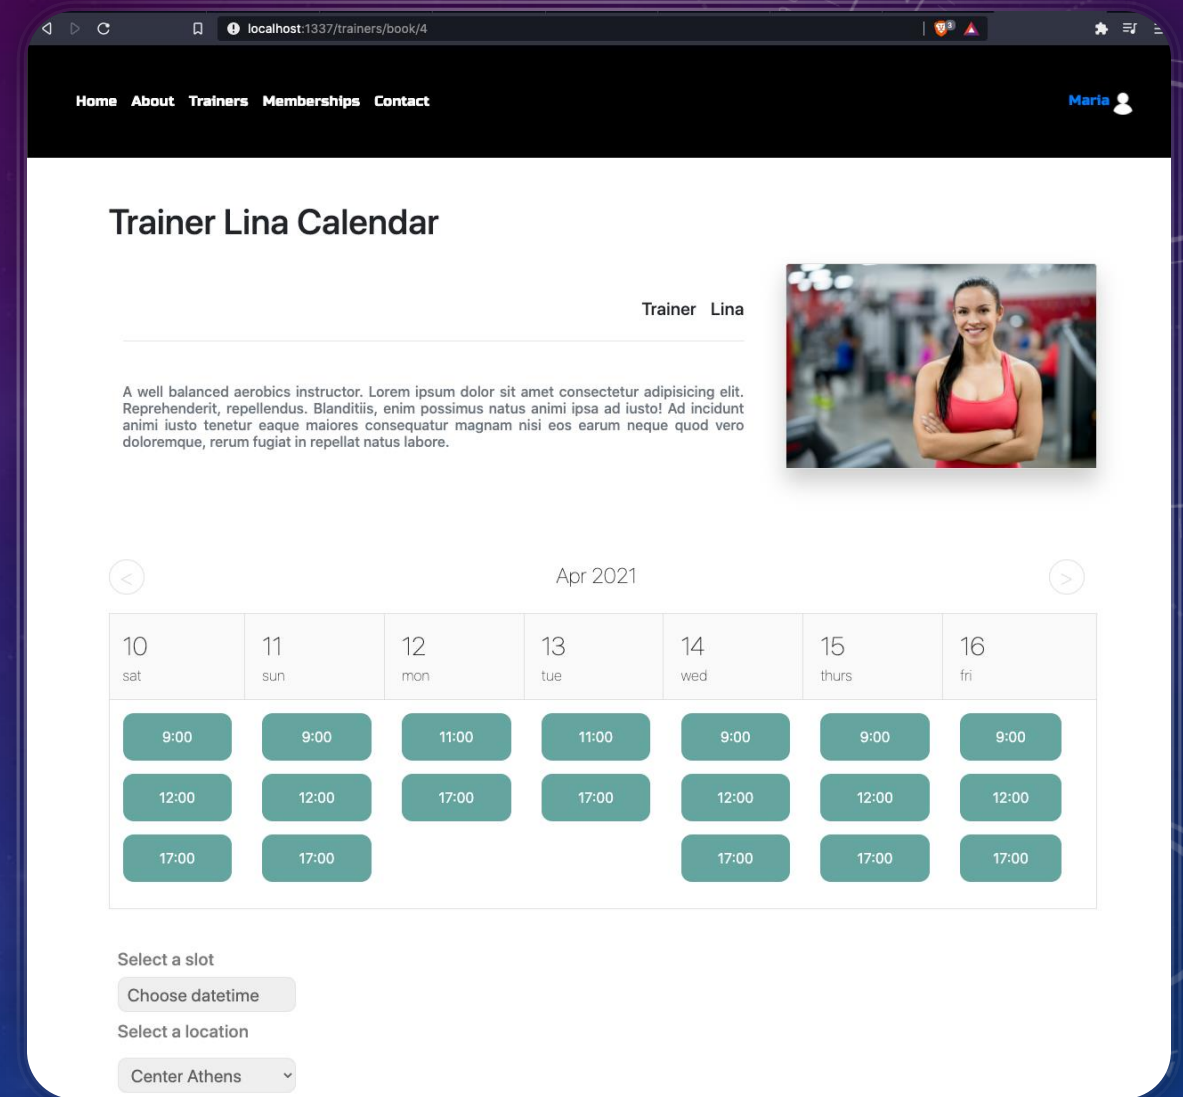 localhost:1337/trainers/book/4
3
Home About Trainers Memberships Contact
Maria
Trainer Lina Calendar
Trainer Lina
A well balanced aerobics instructor. Lorem ipsum dolor sit amet consectetur adipisicing elit.
Reprehenderit, repellendus. Blanditiis, enim possimus natus animi ipsa ad iusto! Ad incidunt
animi iusto tenetur eaque maiores consequatur magnam nisi eos earum neque quod vero
doloremque, rerum fugiat in repellat natus labore.
< Apr 2021 >
10 11 12 13 14 15 16
sat sun mon tue wed thurs fri
9:00 9:00 11:00 11:00 9:00 9:00 9:00
12:00 12:00 17:00 17:00 12:00 12:00 12:00
17:00 17:00 17:00 17:00 17:00
Select a slot
Choose datetime
Select a location
Center Athens